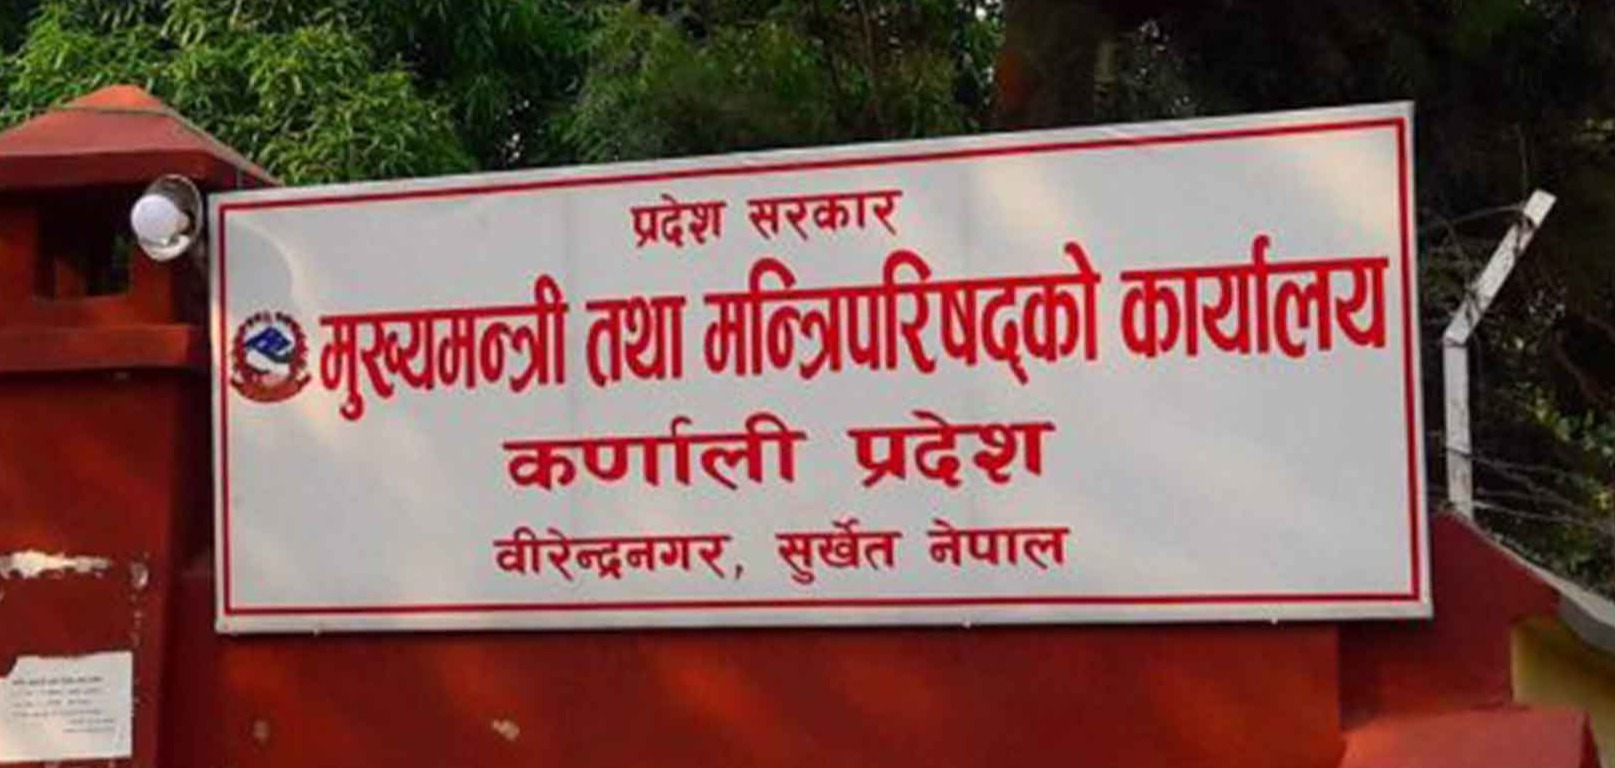 प्रदेश सरकार
मुख्यमन्त्री तथा मन्त्रिपरिषद्को कार्यालय
कर्णाली प्रदेश
वीरेन्द्रनगर, सुर्खेत नेपाल